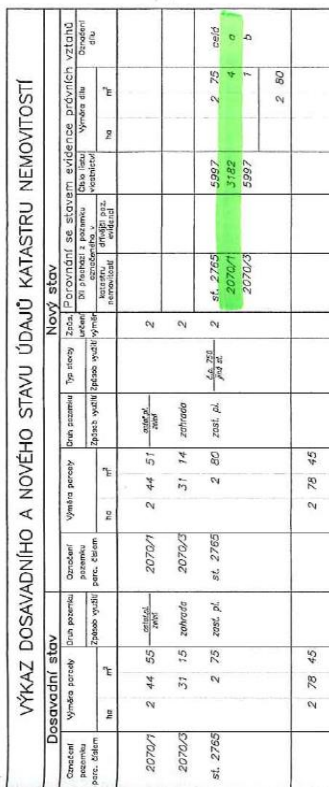 VÝKAZ DOSAVADNÍHO A NOVÉHO STAVU ÚDAJŮ KATASTRU NEMOVITOSTÍ
Dosavadní stav
Nový stav
Označení pozemku parc. číslem
Výměra parcely
ha m²
Druh pozemku
Způsob využití
Označení pozemku parc. číslem
Výměra parcely
ha m²
Druh pozemku
Způsob využití
Typ stavby
Způsob využití
Způs. určení výměr
Porovnání se stavem evidence právních vztahů
Díl přechází z pozemku označeného v
katastru nemovitostí
dřívější poz. evidenci
Číslo listu vlastnictví
Výměra dílu
ha m²
Označení dílu
2070/1 2 44 55 ostat.pl. zeleň 2070/1 2 44 51 ostat.pl. zeleň 2
2070/3 31 15 zahrada 2070/3 31 14 zahrada 2
st. 2765 2 75 zast. pl. st. 2765 2 80 zast. pl. č.p. 759 jiná st. 2 st. 2765 5997 2 75 celá
2070/1 3182 4 a
2070/3 5997 1 b
2 80
2 78 45 2 78 45